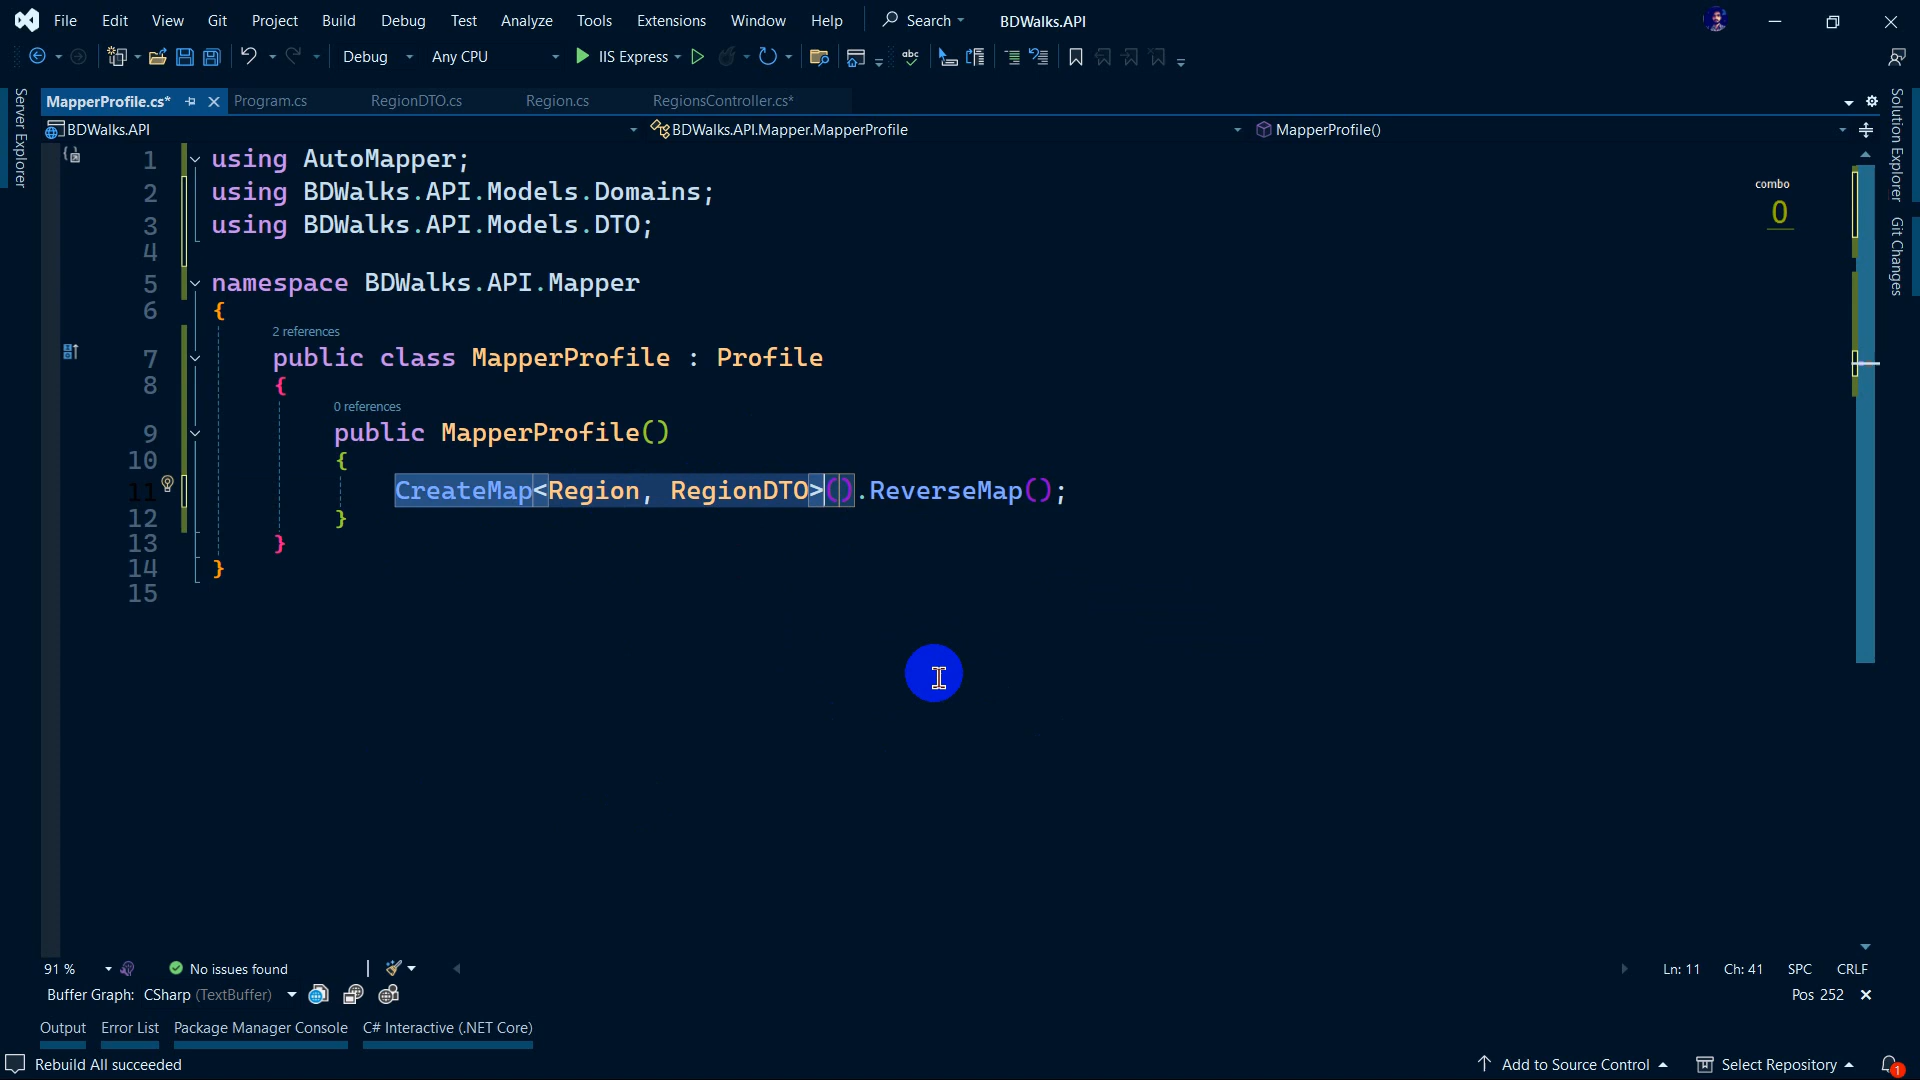 File Edit View Git Project Build Debug Test Analyze Tools Extensions Window Help Search BDWalks.API
Debug Any CPU IIS Express abc
MapperProfile.cs* Program.cs RegionDTO.cs Region.cs RegionsController.cs*
BDWalks.API BDWalks.API.Mapper.MapperProfile MapperProfile()
Server Explorer
Solution Explorer
Git Changes
combo
0
1 using AutoMapper;
2 using BDWalks.API.Models.Domains;
3 using BDWalks.API.Models.DTO;
4
5 namespace BDWalks.API.Mapper
6 {
2 references
7 public class MapperProfile : Profile
8 {
0 references
9 public MapperProfile()
10 {
11 CreateMap<Region, RegionDTO>().ReverseMap();
12 }
13 }
14 }
15
91 % No issues found Ln: 11 Ch: 41 SPC CRLF
Buffer Graph: CSharp (TextBuffer) Pos 252
Output Error List Package Manager Console C# Interactive (.NET Core)
Rebuild All succeeded Add to Source Control Select Repository 1